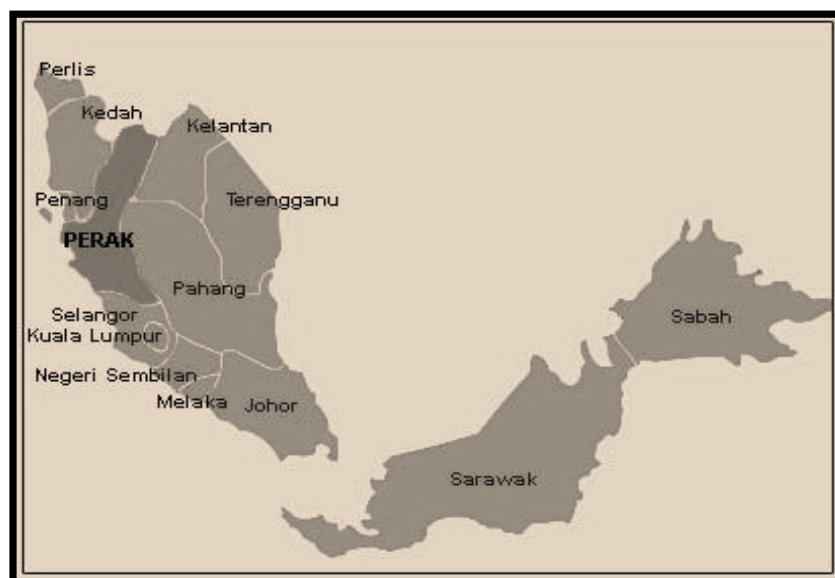 Perlis
Kedah
Kelantan
Penang
Terengganu
PERAK
Pahang
Selangor
Kuala Lumpur
Sabah
Negeri Sembilan
Melaka
Johor
Sarawak